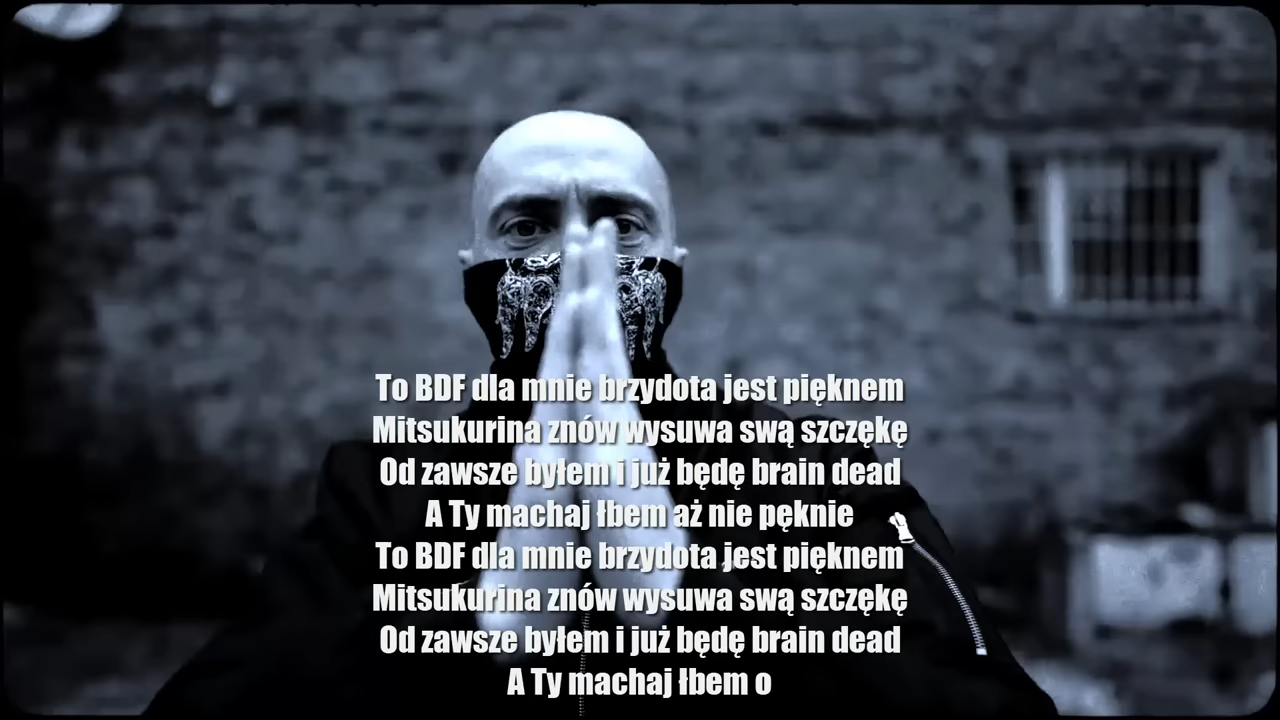 To BDF dla mnie brzydota jest pięknem
Mitsukurina znów wysuwa swą szczękę
Od zawsze byłem i już będę brain dead
A Ty machaj łbem aż nie pęknie
To BDF dla mnie brzydota jest pięknem
Mitsukurina znów wysuwa swą szczękę
Od zawsze byłem i już będę brain dead
A Ty machaj łbem o